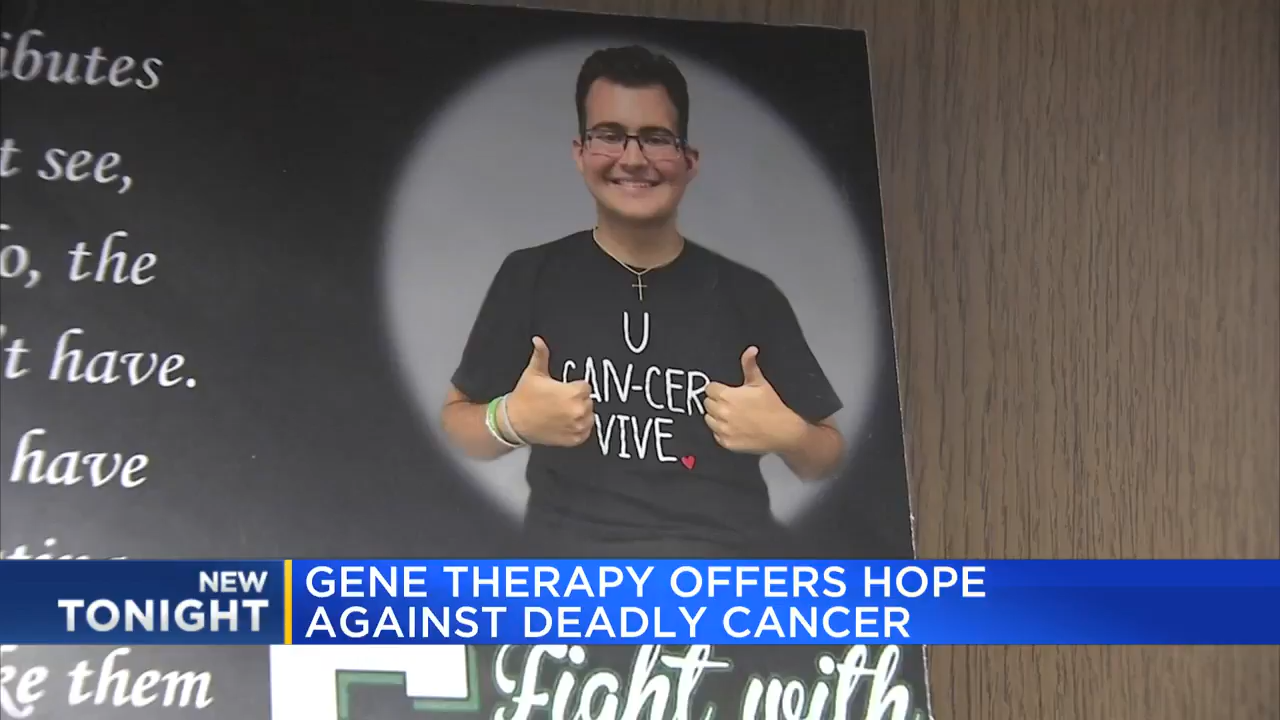 ibutes
t see,
o, the
't have.
have
U
CAN-CER
VIVE.
NEW
TONIGHT
GENE THERAPY OFFERS HOPE
AGAINST DEADLY CANCER
ke them
Fight with